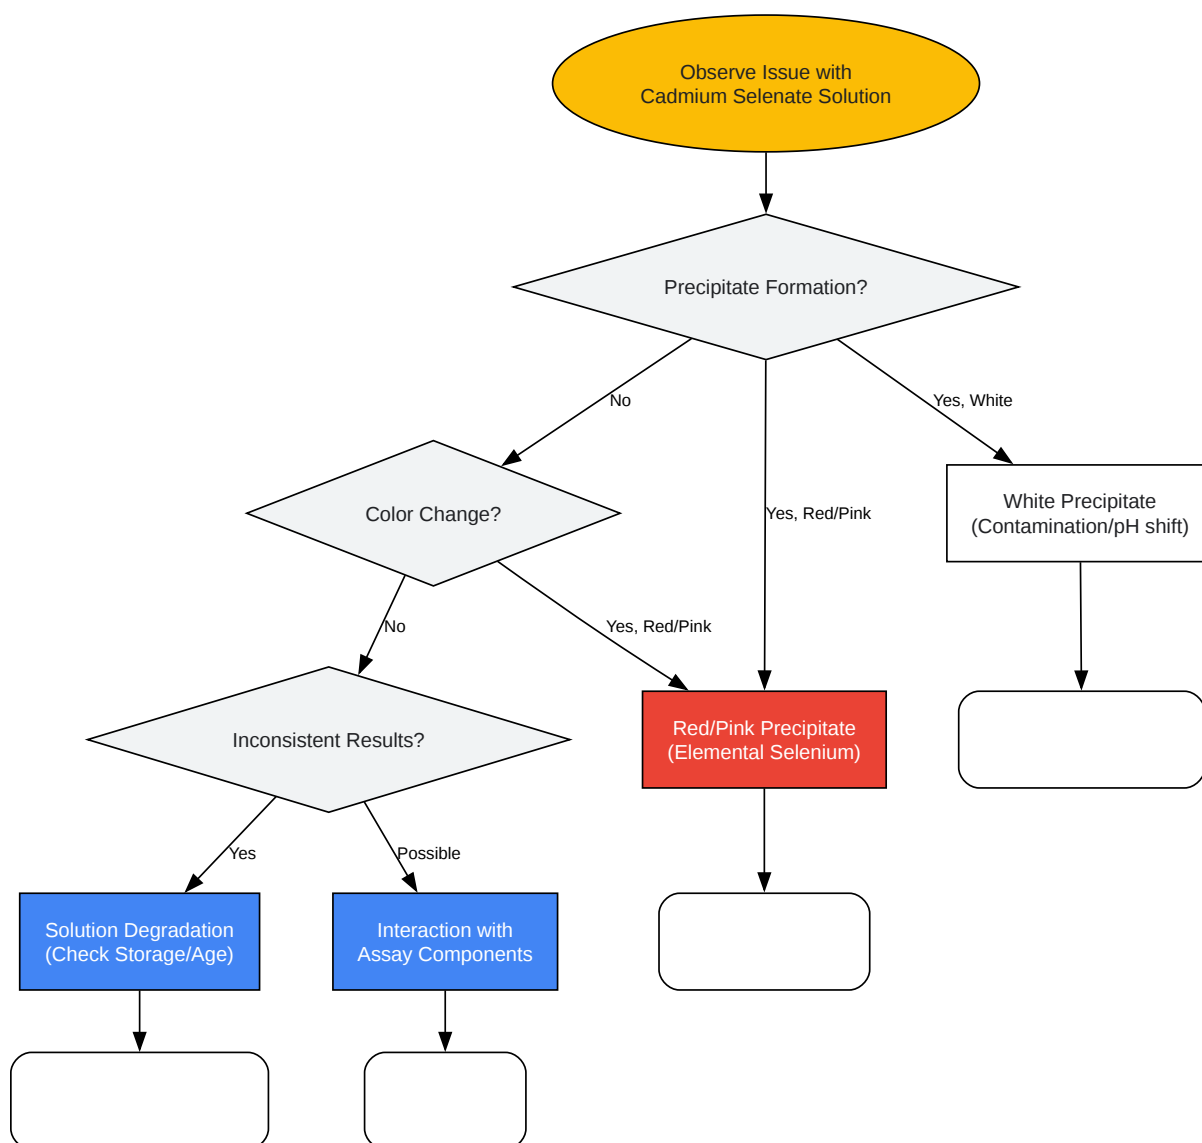 Observe Issue with
Cadmium Selenate Solution
Precipitate Formation?
No
Yes, White
Color Change?
Yes, Red/Pink
White Precipitate
(Contamination/pH shift)
No
Yes, Red/Pink
Inconsistent Results?
Red/Pink Precipitate
(Elemental Selenium)
Yes
Possible
Solution Degradation
(Check Storage/Age)
Interaction with
Assay Components